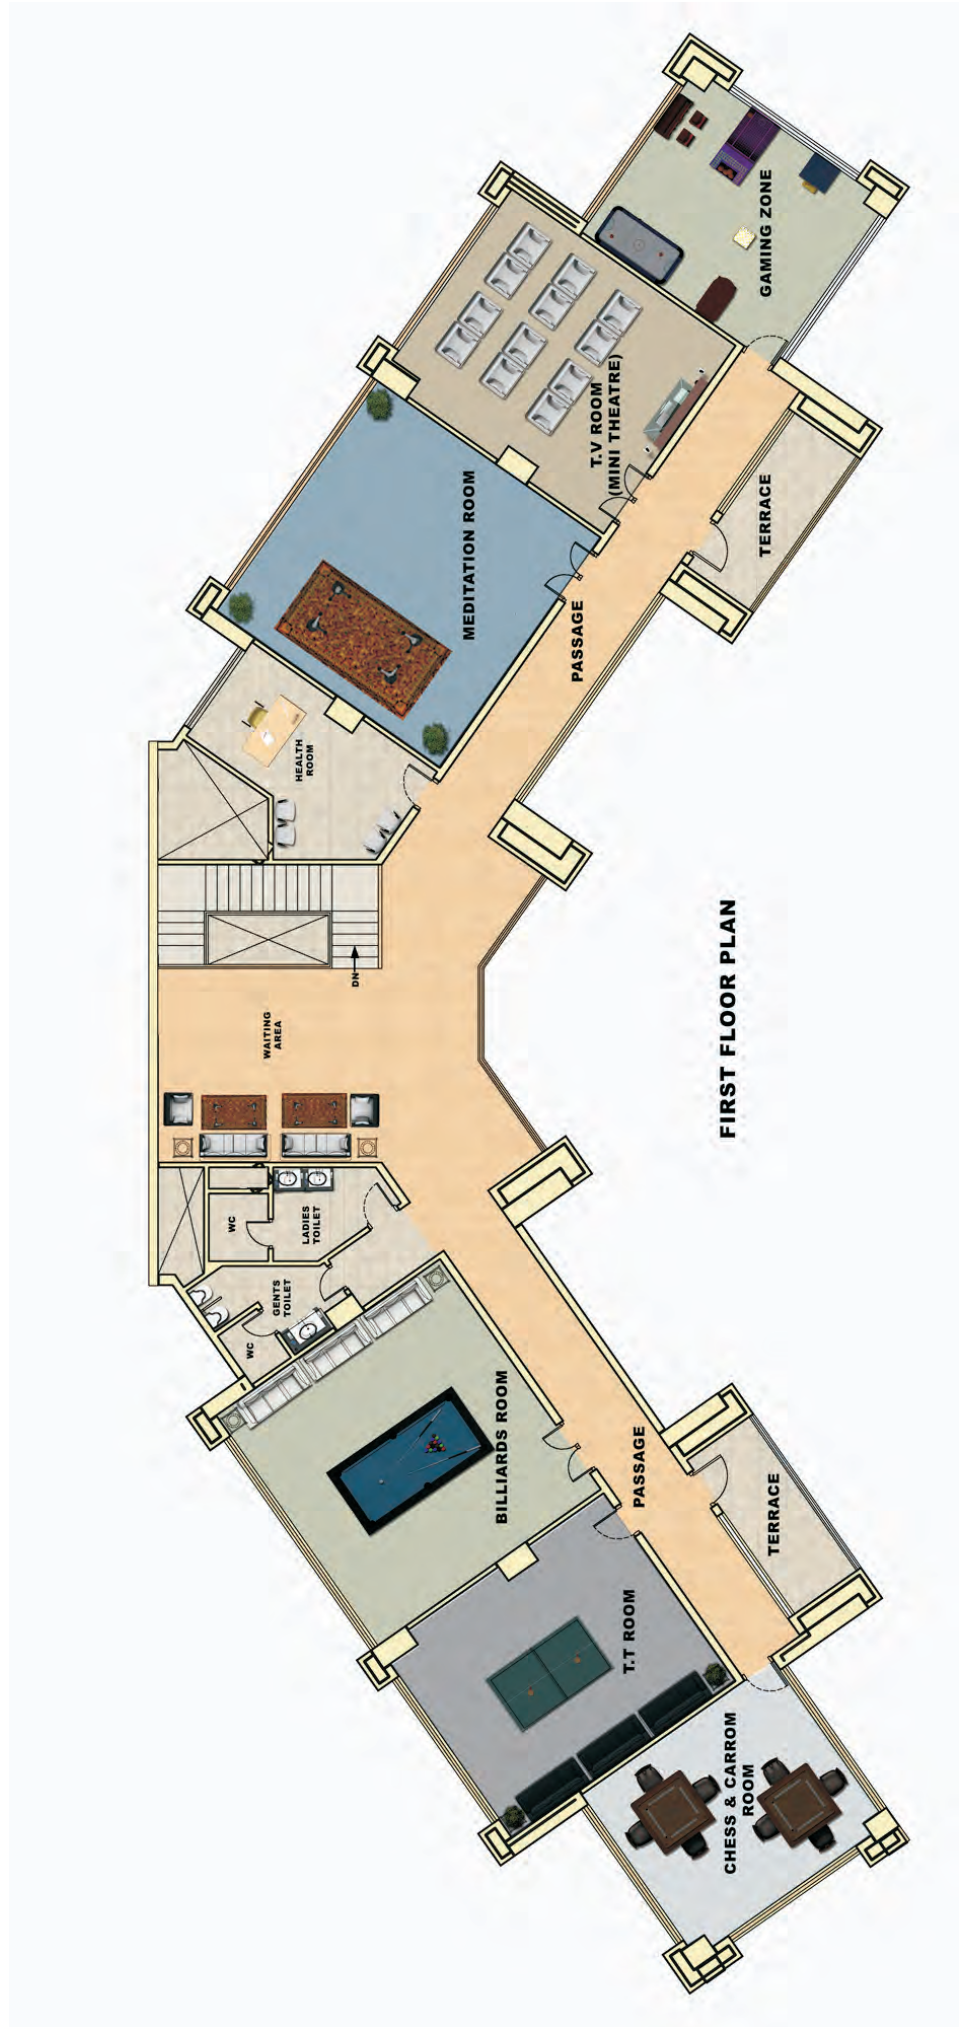 GAMING ZONE
T.V ROOM
(MINI THEATRE)
TERRACE
MEDITATION ROOM
PASSAGE
HEALTH
ROOM
DN
WAITING
AREA
FIRST FLOOR PLAN
WC
LADIES
TOILET
GENTS
TOILET
WC
BILLIARDS ROOM
PASSAGE
TERRACE
T.T ROOM
CHESS & CARROM
ROOM